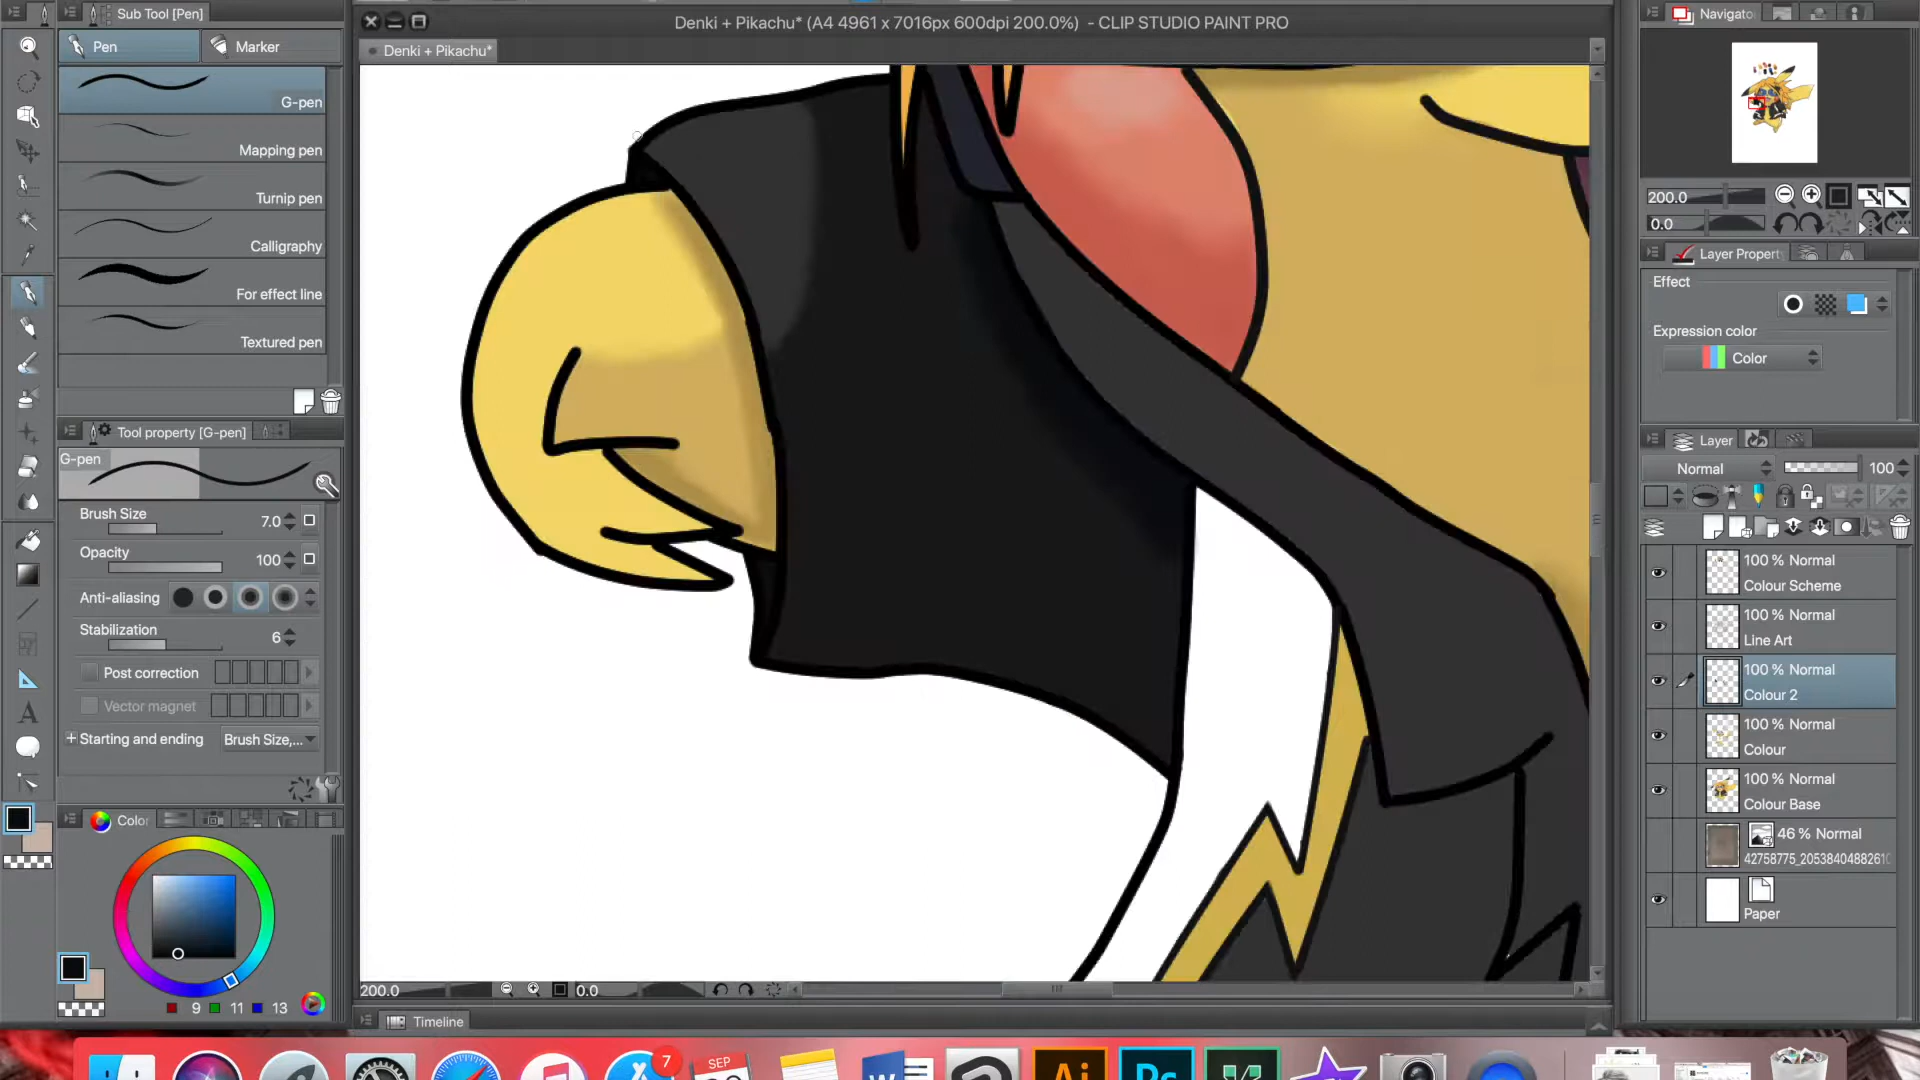 Sub Tool [Pen]
Denki + Pikachu* (A4 4961 x 7016px 600dpi 200.0%) - CLIP STUDIO PAINT PRO
Navigato
Pen
Marker
Denki + Pikachu*
G-pen
Mapping pen
Turnip pen
Calligraphy
For effect line
Textured pen
200.0
0.0
Layer Propert
Effect
Expression color
Color
Tool property [G-pen]
G-pen
Brush Size
7.0
Opacity
100
Anti-aliasing
Stabilization
6
Post correction
Vector magnet
Starting and ending
Brush Size,...
Layer
Normal
100
100 % Normal
Colour Scheme
100 % Normal
Line Art
100 % Normal
Colour 2
100 % Normal
Colour
100 % Normal
Colour Base
46 % Normal
42758775_2053840488261
Paper
Color
9
11
13
200.0
0.0
Timeline
7
SEP
W
Ai
Ps